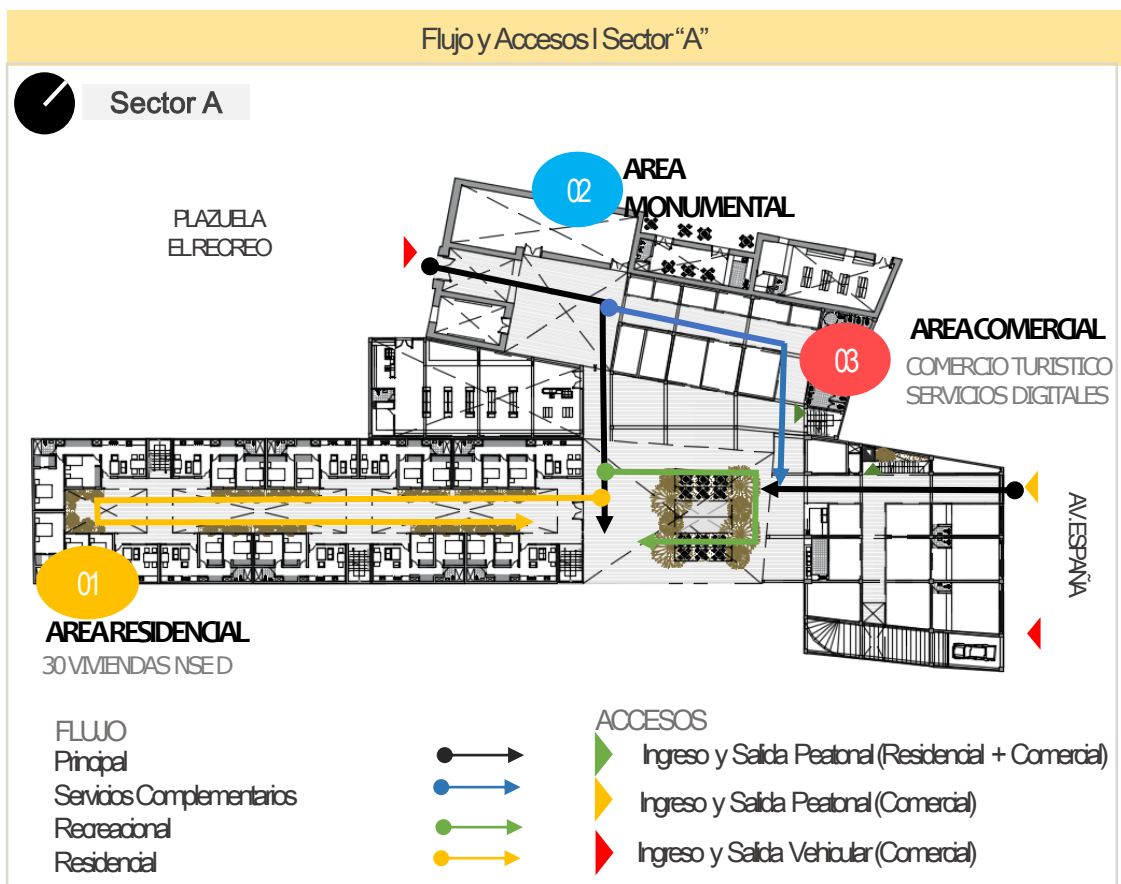 Flujo y Accesos I Sector “A”
Sector A
02
AREA
MONUMENTAL
PLAZUELA
EL RECREO
03
AREA COMERCIAL
COMERCIO TURISTICO
SERVICIOS DIGITALES
AV. ESPAÑA
01
AREA RESIDENCIAL
30 VIVIENDAS NSE D
FLUJO
Principal
Servicios Complementarios
Recreacional
Residencial
ACCESOS
Ingreso y Salida Peatonal (Residencial + Comercial)
Ingreso y Salida Peatonal (Comercial)
Ingreso y Salida Vehicular (Comercial)